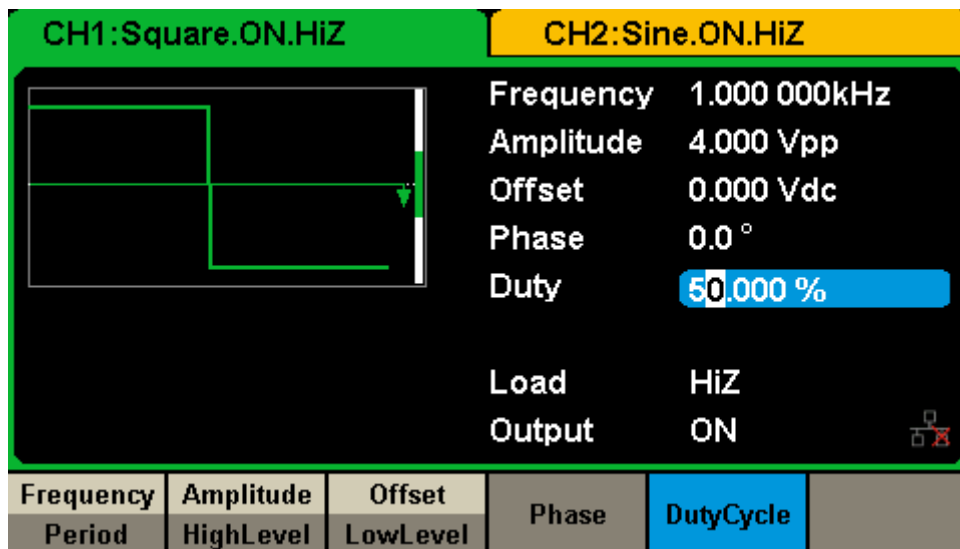 CH1:Square.ON.HiZ CH2:Sine.ON.HiZ
Frequency 1.000 000kHz
Amplitude 4.000 Vpp
Offset 0.000 Vdc
Phase 0.0 °
Duty 50.000 %
Load HiZ
Output ON
Frequency Amplitude Offset Phase DutyCycle
Period HighLevel LowLevel